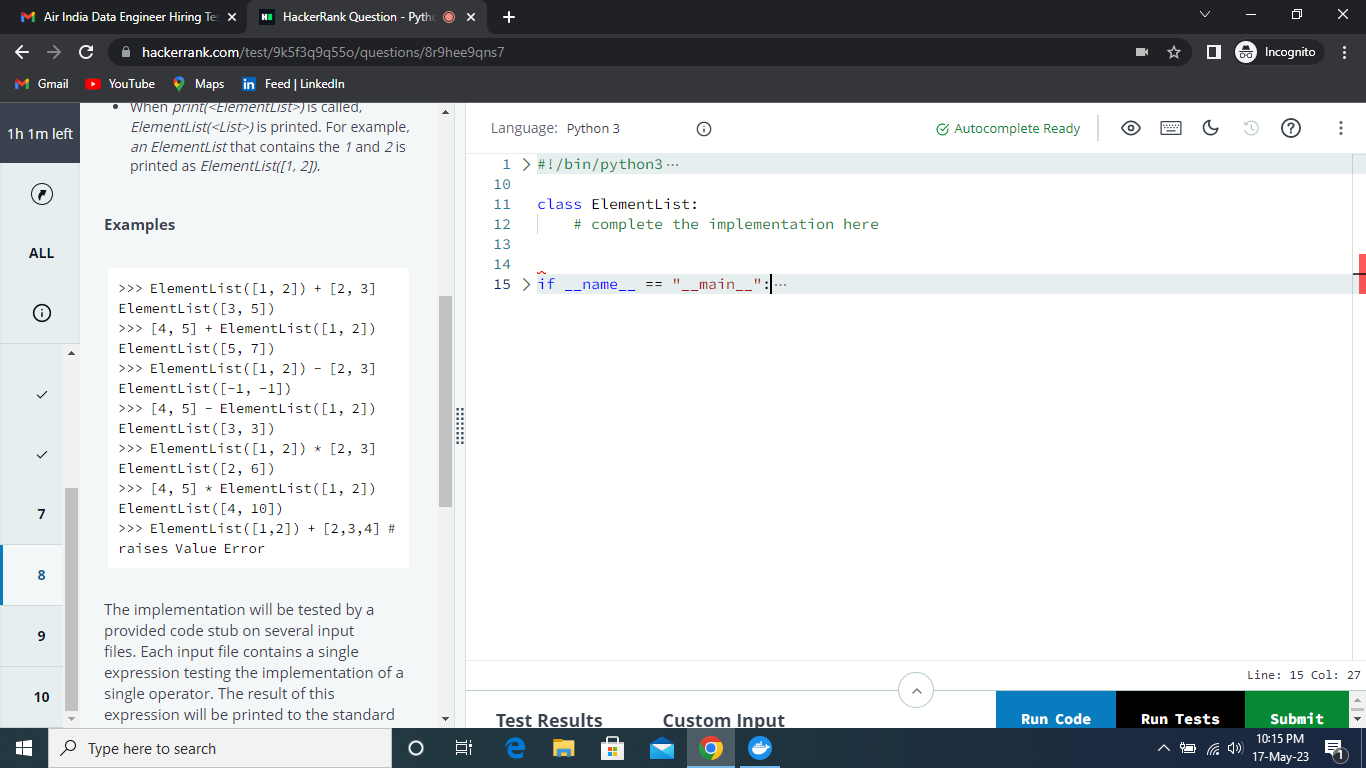 Air India Data Engineer Hiring Te
HackerRank Question - Pytho
hackerrank.com/test/9k5f3q9q55o/questions/8r9hee9qns7
Incognito
Gmail
YouTube
Maps
Feed | LinkedIn
1h 1m left
ALL
7
8
9
10
When print(<ElementList>) is called,
ElementList(<List>) is printed. For example,
an ElementList that contains the 1 and 2 is
printed as ElementList([1, 2]).
Examples
>>> ElementList([1, 2]) + [2, 3]
ElementList([3, 5])
>>> [4, 5] + ElementList([1, 2])
ElementList([5, 7])
>>> ElementList([1, 2]) - [2, 3]
ElementList([-1, -1])
>>> [4, 5] - ElementList([1, 2])
ElementList([3, 3])
>>> ElementList([1, 2]) * [2, 3]
ElementList([2, 6])
>>> [4, 5] * ElementList([1, 2])
ElementList([4, 10])
>>> ElementList([1,2]) + [2,3,4] #
raises Value Error
The implementation will be tested by a
provided code stub on several input
files. Each input file contains a single
expression testing the implementation of a
single operator. The result of this
expression will be printed to the standard
Language: Python 3
Autocomplete Ready
1 #!/bin/python3 ...
10
11 class ElementList:
12 # complete the implementation here
13
14
15 if __name__ == "__main__": ...
Line: 15 Col: 27
Test Results
Custom Input
Run Code
Run Tests
Submit
Type here to search
10:15 PM
17-May-23
1